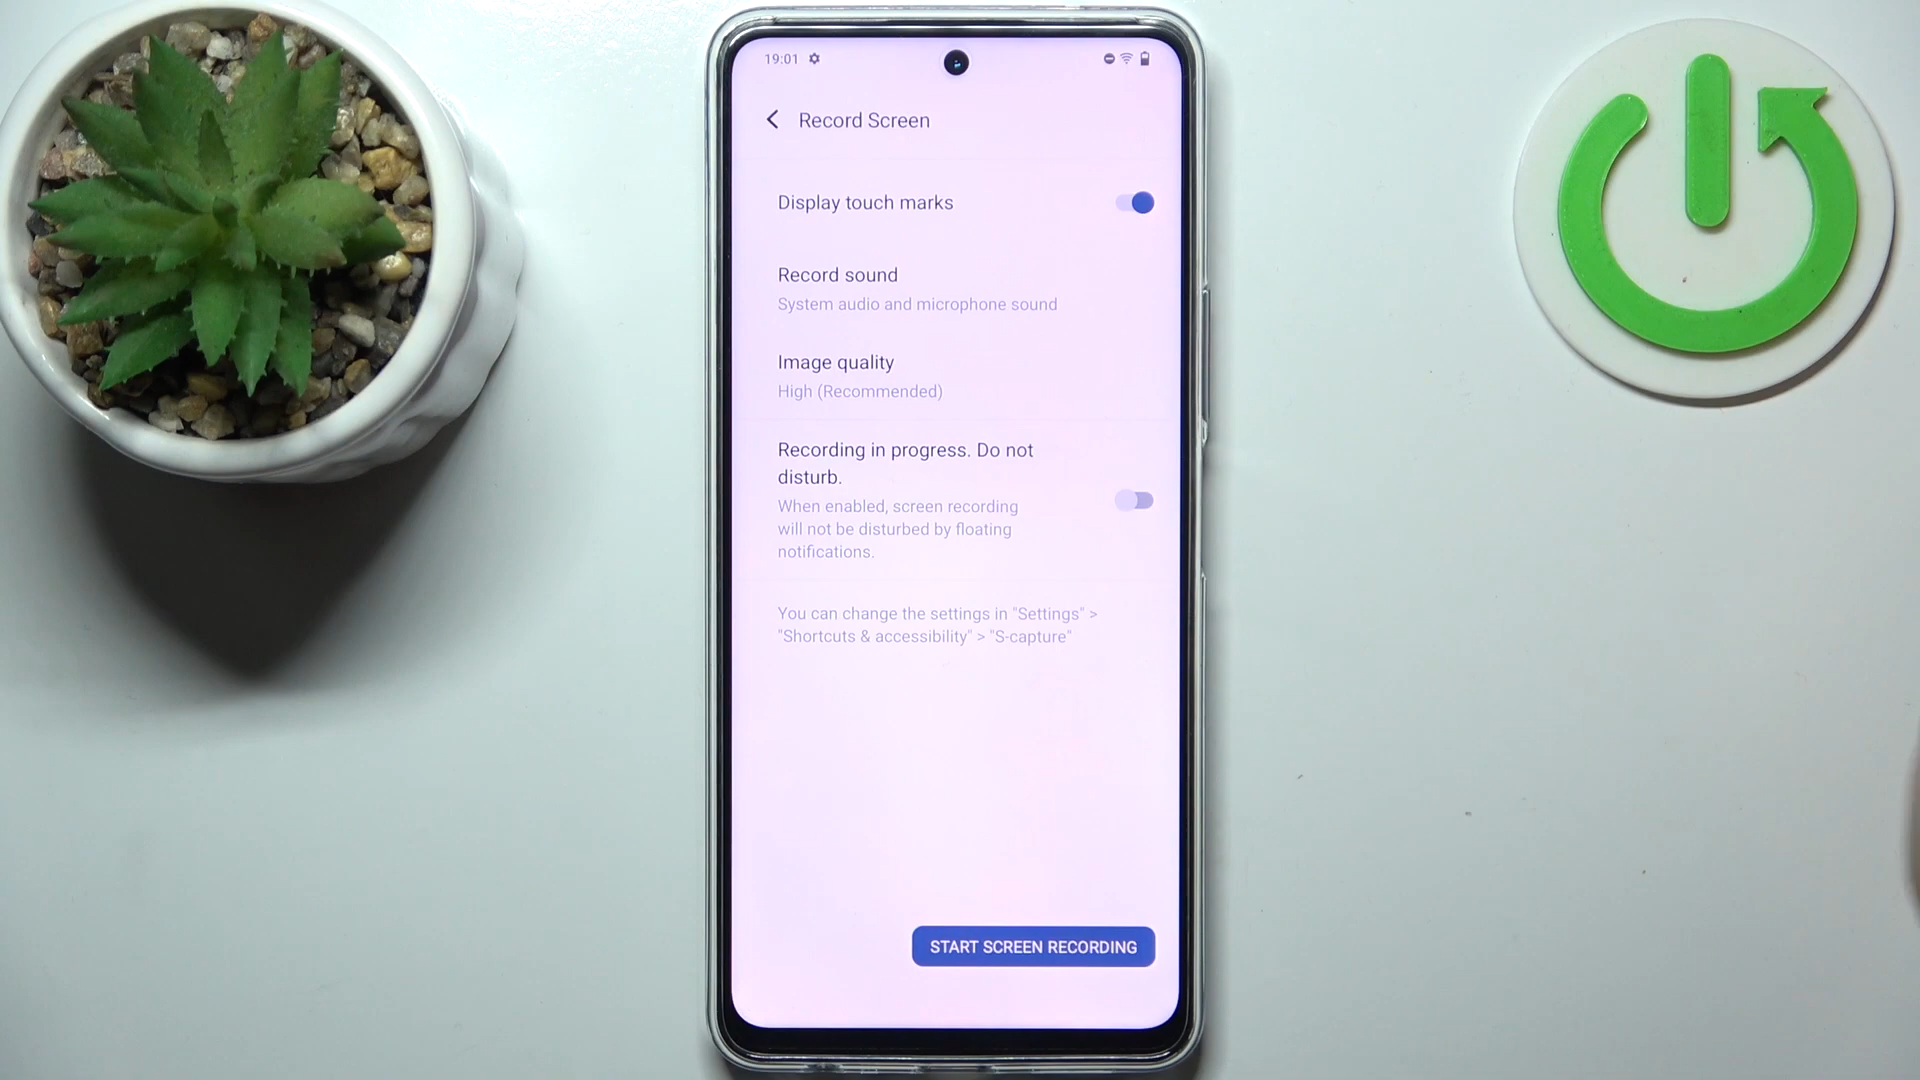 19:01
Record Screen
Display touch marks
Record sound
System audio and microphone sound
Image quality
High (Recommended)
Recording in progress. Do not
disturb.
When enabled, screen recording
will not be disturbed by floating
notifications.
You can change the settings in "Settings" >
"Shortcuts & accessibility" > "S-capture"
START SCREEN RECORDING